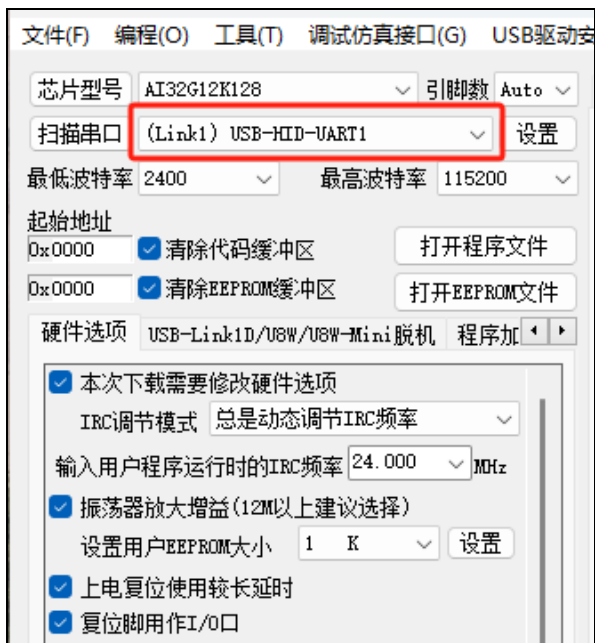 文件(F) 编程(O) 工具(T) 调试仿真接口(G) USB驱动安
芯片型号 AI32G12K128 引脚数 Auto
扫描串口 (Link1) USB-HID-UART1 设置
最低波特率 2400 最高波特率 115200
起始地址
0x0000 清除代码缓冲区 打开程序文件
0x0000 清除EEPROM缓冲区 打开EEPROM文件
硬件选项 USB-Link1D/U8W/U8W-Mini脱机 程序加
本次下载需要修改硬件选项
IRC调节模式 总是动态调节IRC频率
输入用户程序运行时的IRC频率 24.000 MHz
振荡器放大增益(12M以上建议选择)
设置用户EEPROM大小 1 K 设置
上电复位使用较长延时
复位脚用作I/O口